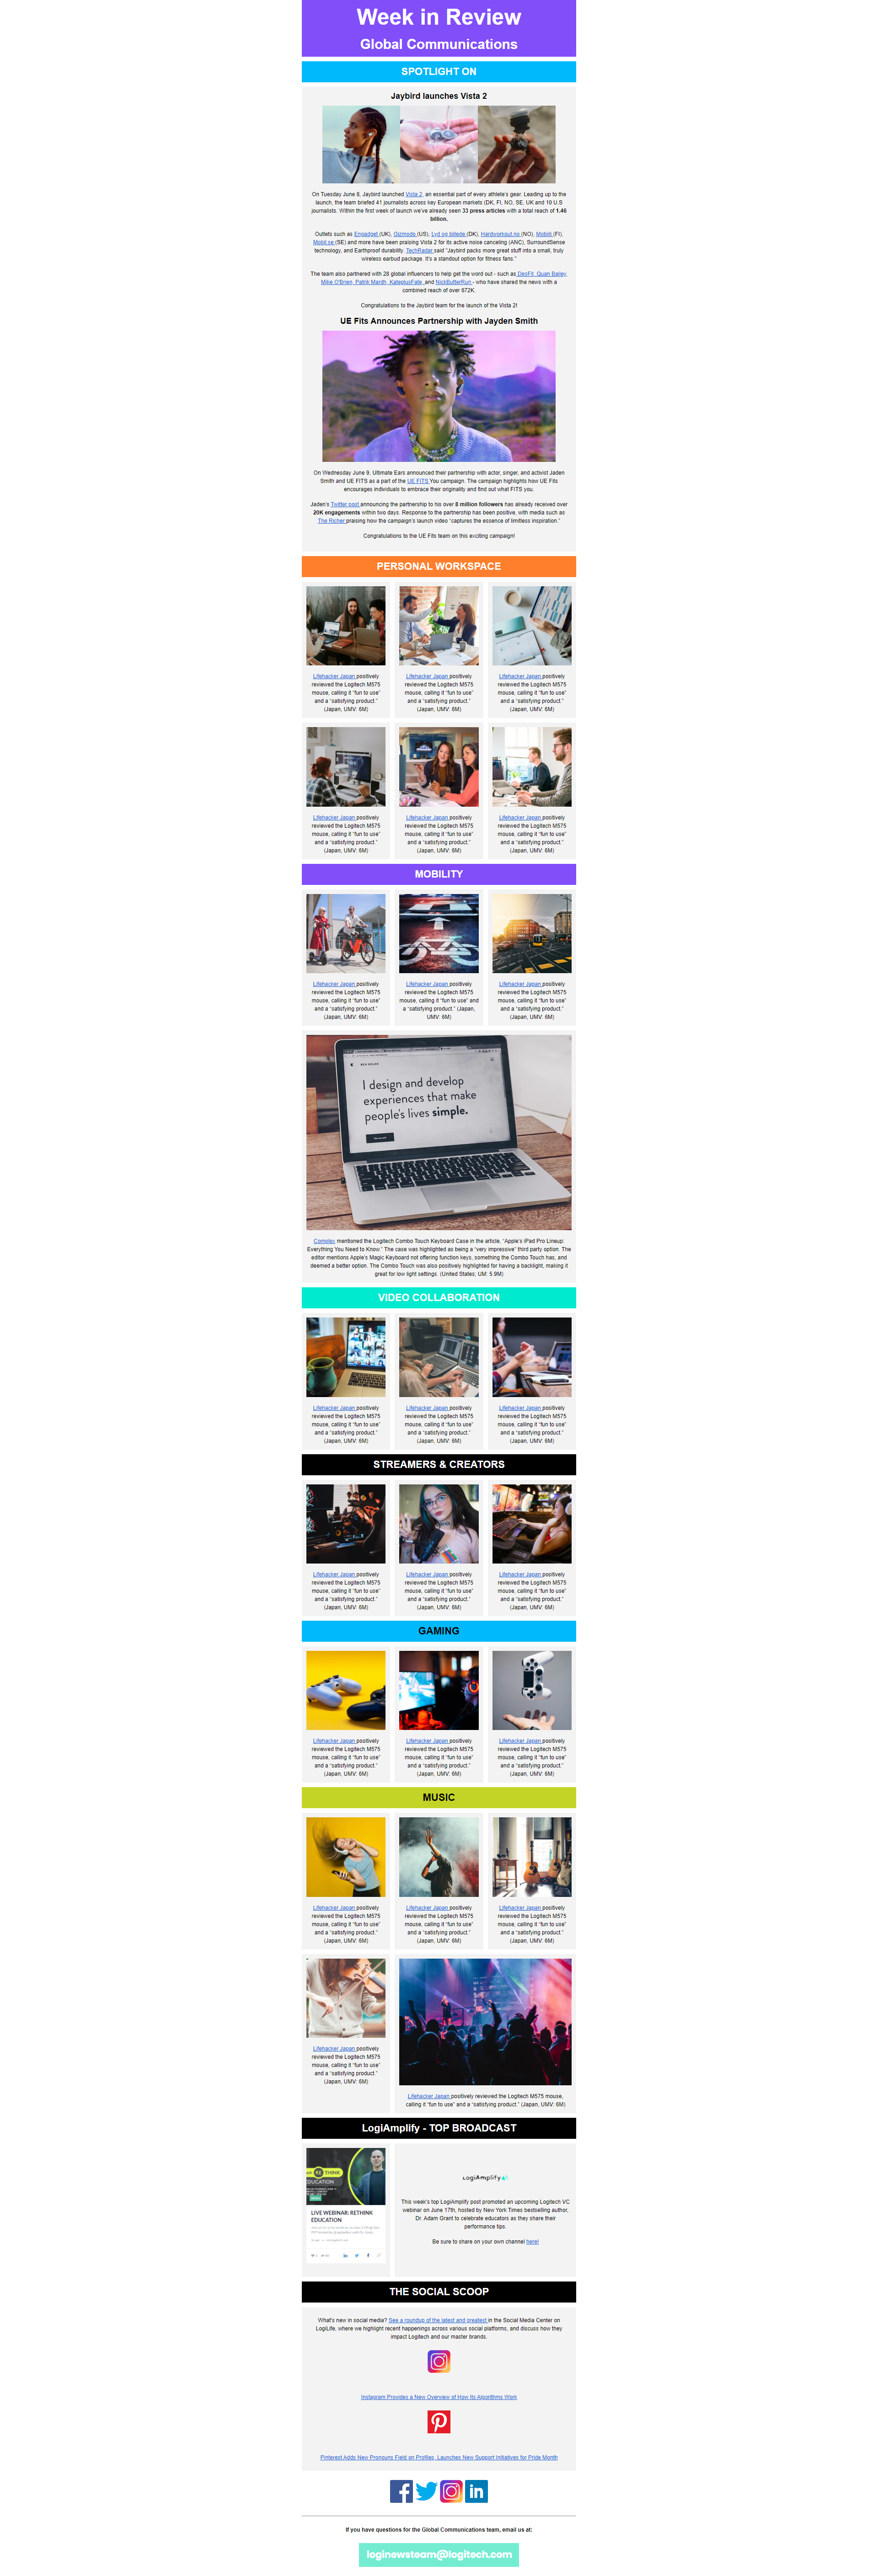 Week in Review
Global Communications
SPOTLIGHT ON
Jaybird launches Vista 2
On Tuesday June 8, Jaybird launched Vista 2, an essential part of every athlete's gear. Leading up to the
launch, the team briefed 41 journalists across key European markets (DK, FI, NO, SE, UK and 10 U.S
journalists. Within the first week of launch we've already seen 33 press articles with a total reach of 1.46
billion.
Outlets such as Engadget (UK), Gizmodo (US), Lyd og billede (DK), Hardworkout.no (NO), Mobiili (FI),
Mobil.se (SE) and more have been praising Vista 2 for its active noise canceling (ANC), SurroundSense
technology, and Earthproof durability. TechRadar said "Jaybird packs more great stuff into a small, truly
wireless earbud package. It's a standout option for fitness fans."
The team also partnered with 28 global influencers to help get the word out - such as DesFit, Quan Bailey,
Mike O'Brien, Patrik Mardh, KateplusFate, and NickButterRun - who have shared the news with a
combined reach of over 672K.
Congratulations to the Jaybird team for the launch of the Vista 2!
UE Fits Announces Partnership with Jayden Smith
On Wednesday June 9, Ultimate Ears announced their partnership with actor, singer, and activist Jaden
Smith and UE FITS as a part of the UE FITS You campaign. The campaign highlights how UE Fits
encourages individuals to embrace their originality and find out what FITS you.
Jaden's Twitter post announcing the partnership to his over 8 million followers has already received over
20K engagements within two days. Response to the partnership has been positive, with media such as
The Richer praising how the campaign's launch video "captures the essence of limitless inspiration."
Congratulations to the UE Fits team on this exciting campaign!
PERSONAL WORKSPACE
Lifehacker Japan positively
reviewed the Logitech M575
mouse, calling it "fun to use"
and a "satisfying product."
(Japan, UMV: 6M)
Lifehacker Japan positively
reviewed the Logitech M575
mouse, calling it "fun to use"
and a "satisfying product."
(Japan, UMV: 6M)
Lifehacker Japan positively
reviewed the Logitech M575
mouse, calling it "fun to use"
and a "satisfying product."
(Japan, UMV: 6M)
Lifehacker Japan positively
reviewed the Logitech M575
mouse, calling it "fun to use"
and a "satisfying product."
(Japan, UMV: 6M)
Lifehacker Japan positively
reviewed the Logitech M575
mouse, calling it "fun to use"
and a "satisfying product."
(Japan, UMV: 6M)
Lifehacker Japan positively
reviewed the Logitech M575
mouse, calling it "fun to use"
and a "satisfying product."
(Japan, UMV: 6M)
MOBILITY
Lifehacker Japan positively
reviewed the Logitech M575
mouse, calling it "fun to use"
and a "satisfying product."
(Japan, UMV: 6M)
Lifehacker Japan positively
reviewed the Logitech M575
mouse, calling it "fun to use" and
a "satisfying product." (Japan,
UMV: 6M)
Lifehacker Japan positively
reviewed the Logitech M575
mouse, calling it "fun to use"
and a "satisfying product."
(Japan, UMV: 6M)
I design and develop
experiences that make
people's lives simple.
Complex mentioned the Logitech Combo Touch Keyboard Case in the article, "Apple's iPad Pro Lineup:
Everything You Need to Know." The case was highlighted as being a "very impressive" third party option. The
editor mentions Apple's Magic Keyboard not offering function keys, something the Combo Touch has, and
deemed a better option. The Combo Touch was also positively highlighted for having a backlight, making it
great for low light settings. (United States; UM: 5.9M)
VIDEO COLLABORATION
Lifehacker Japan positively
reviewed the Logitech M575
mouse, calling it "fun to use"
and a "satisfying product."
(Japan, UMV: 6M)
Lifehacker Japan positively
reviewed the Logitech M575
mouse, calling it "fun to use"
and a "satisfying product."
(Japan, UMV: 6M)
Lifehacker Japan positively
reviewed the Logitech M575
mouse, calling it "fun to use"
and a "satisfying product."
(Japan, UMV: 6M)
STREAMERS & CREATORS
Lifehacker Japan positively
reviewed the Logitech M575
mouse, calling it "fun to use"
and a "satisfying product."
(Japan, UMV: 6M)
Lifehacker Japan positively
reviewed the Logitech M575
mouse, calling it "fun to use"
and a "satisfying product."
(Japan, UMV: 6M)
Lifehacker Japan positively
reviewed the Logitech M575
mouse, calling it "fun to use"
and a "satisfying product."
(Japan, UMV: 6M)
GAMING
Lifehacker Japan positively
reviewed the Logitech M575
mouse, calling it "fun to use"
and a "satisfying product."
(Japan, UMV: 6M)
Lifehacker Japan positively
reviewed the Logitech M575
mouse, calling it "fun to use"
and a "satisfying product."
(Japan, UMV: 6M)
Lifehacker Japan positively
reviewed the Logitech M575
mouse, calling it "fun to use"
and a "satisfying product."
(Japan, UMV: 6M)
MUSIC
Lifehacker Japan positively
reviewed the Logitech M575
mouse, calling it "fun to use"
and a "satisfying product."
(Japan, UMV: 6M)
Lifehacker Japan positively
reviewed the Logitech M575
mouse, calling it "fun to use"
and a "satisfying product."
(Japan, UMV: 6M)
Lifehacker Japan positively
reviewed the Logitech M575
mouse, calling it "fun to use"
and a "satisfying product."
(Japan, UMV: 6M)
Lifehacker Japan positively
reviewed the Logitech M575
mouse, calling it "fun to use"
and a "satisfying product."
(Japan, UMV: 6M)
Lifehacker Japan positively reviewed the Logitech M575 mouse,
calling it "fun to use" and a "satisfying product." (Japan, UMV: 6M)
LogiAmplify - TOP BROADCAST
RE THINK
EDUCATION
LIVE WEBINAR: RETHINK
EDUCATION
LogiAmplify
This week's top LogiAmplify post promoted an upcoming Logitech VC
webinar on June 17th, hosted by New York Times bestselling author,
Dr. Adam Grant to celebrate educators as they share their
performance tips.
Be sure to share on your own channel here!
THE SOCIAL SCOOP
What's new in social media? See a roundup of the latest and greatest in the Social Media Center on
LogiLife, where we highlight recent happenings across various social platforms, and discuss how they
impact Logitech and our master brands.
Instagram Provides a New Overview of How Its Algorithms Work
Pinterest Adds New Pronouns Field on Profiles, Launches New Support Initiatives for Pride Month
If you have questions for the Global Communications team, email us at:
loginewsteam@logitech.com